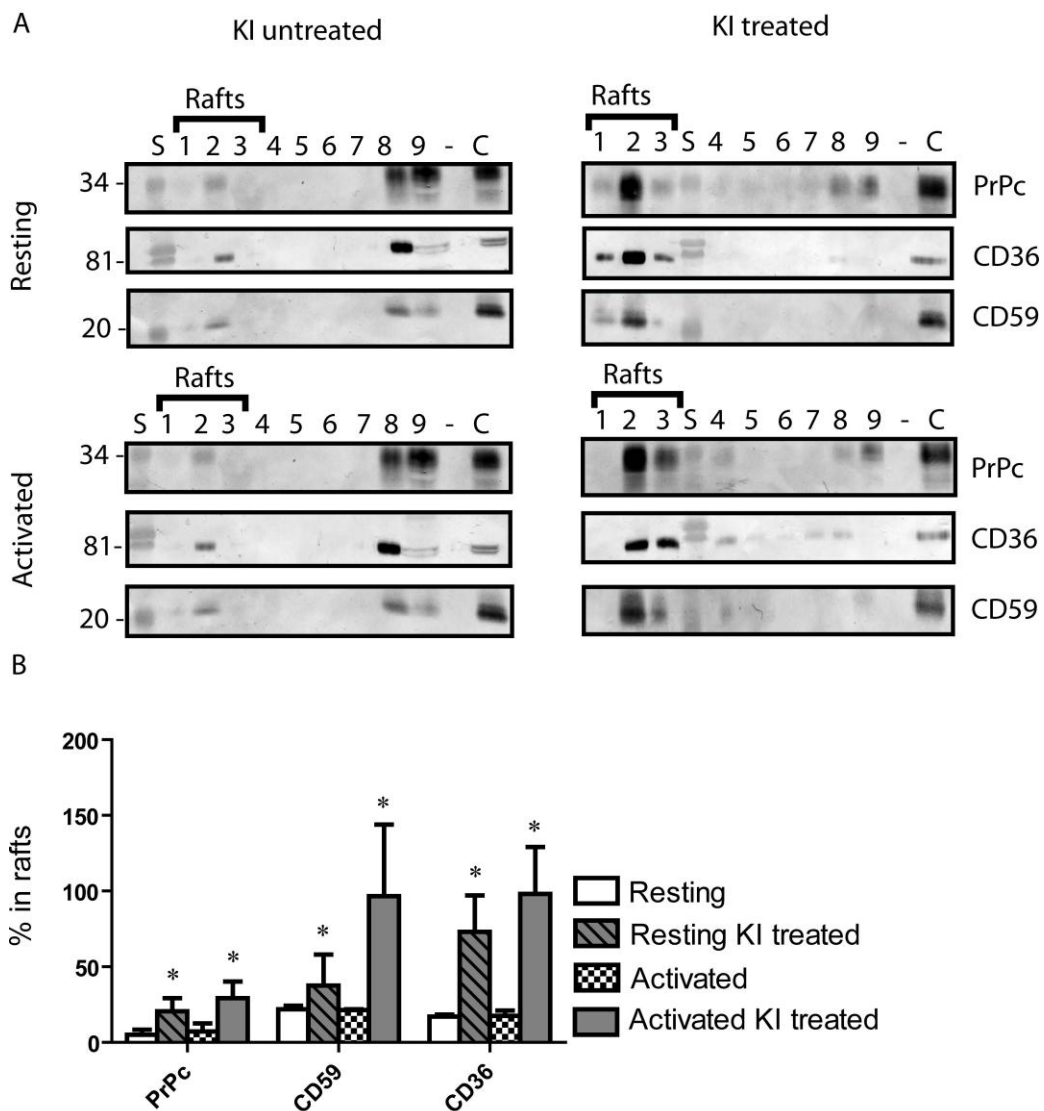 A
KI untreated
KI treated
Rafts
S 1 2 3 4 5 6 7 8 9 - C
Rafts
1 2 3 S 4 5 6 7 8 9 - C
Resting
34 -
81 -
20 -
PrPc
CD36
CD59
Rafts
S 1 2 3 4 5 6 7 8 9 - C
Rafts
1 2 3 S 4 5 6 7 8 9 - C
Activated
34 -
81-
20 -
PrPc
CD36
CD59
B
% in rafts
200
150
100
50
0
* * * * * *
PrPc
CD59
CD36
Resting
Resting KI treated
Activated
Activated KI treated